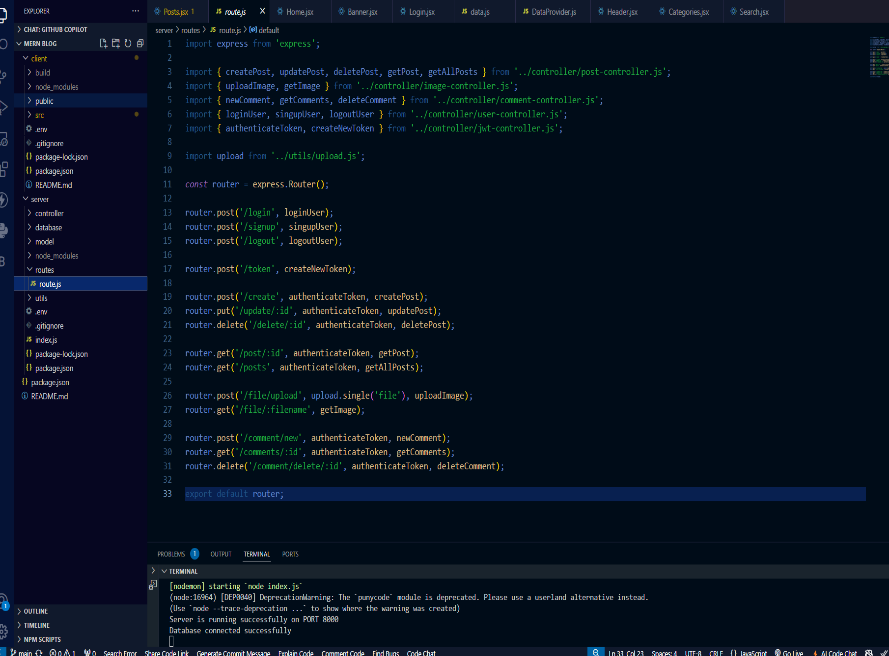 EXPLORER
CHAT: GITHUB COPILOT
MERN BLOG
client
build
node_modules
public
src
.env
.gitignore
package-lock.json
package.json
README.md
server
controller
database
model
node_modules
routes
route.js
utils
.env
.gitignore
index.js
package-lock.json
package.json
package.json
README.md
OUTLINE
TIMELINE
NPM SCRIPTS
Posts.jsx 1 route.js Home.jsx Banner.jsx Login.jsx data.js DataProvider.js Header.jsx Categories.jsx Search.jsx
server > routes > route.js > default
1 import express from 'express';
2
3 import { createPost, updatePost, deletePost, getPost, getAllPosts } from '../controller/post-controller.js';
4 import { uploadImage, getImage } from '../controller/image-controller.js';
5 import { newComment, getComments, deleteComment } from '../controller/comment-controller.js';
6 import { loginUser, singupUser, logoutUser } from '../controller/user-controller.js';
7 import { authenticateToken, createNewToken } from '../controller/jwt-controller.js';
8
9 import upload from '../utils/upload.js';
10
11 const router = express.Router();
12
13 router.post('/login', loginUser);
14 router.post('/signup', singupUser);
15 router.post('/logout', logoutUser);
16
17 router.post('/token', createNewToken);
18
19 router.post('/create', authenticateToken, createPost);
20 router.put('/update/:id', authenticateToken, updatePost);
21 router.delete('/delete/:id', authenticateToken, deletePost);
22
23 router.get('/post/:id', authenticateToken, getPost);
24 router.get('/posts', authenticateToken, getAllPosts);
25
26 router.post('/file/upload', upload.single('file'), uploadImage);
27 router.get('/file/:filename', getImage);
28
29 router.post('/comment/new', authenticateToken, newComment);
30 router.get('/comments/:id', authenticateToken, getComments);
31 router.delete('/comment/delete/:id', authenticateToken, deleteComment);
32
33 export default router;
PROBLEMS 1 OUTPUT TERMINAL PORTS
TERMINAL
[nodemon] starting `node index.js`
(node:16964) [DEP0040] DeprecationWarning: The `punycode` module is deprecated. Please use a userland alternative instead.
(Use `node --trace-deprecation ...` to show where the warning was created)
Server is running successfully on PORT 8000
Database connected successfully
main 0 1 0 Search Error Share Code Link Generate Commit Message Explain Code Comment Code Find Bugs Code Chat Ln 33, Col 23 Spaces: 4 UTF-8 CRLF {} JavaScript Go Live AI Code Chat